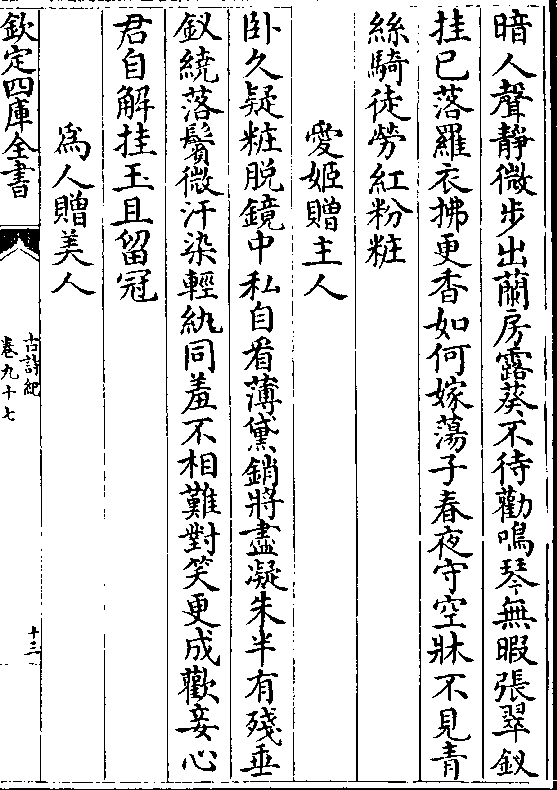 暗人聲靜微步出蘭房露葵不待勸鳴琴無暇張翠釵
挂已落羅衣拂更香如何嫁蕩子春夜守空牀不見青
絲騎徒勞紅粉粧
愛姬贈主人
卧久疑粧脱鏡中私自看薄黛銷將盡凝朱半有殘垂
釵繞落鬢微汗染輕紈同羞不相難對笑更成歡妾心
君自解挂玉且留冠
為人贈美人
欽定四庫全書
古詩紀
卷九十七
十三